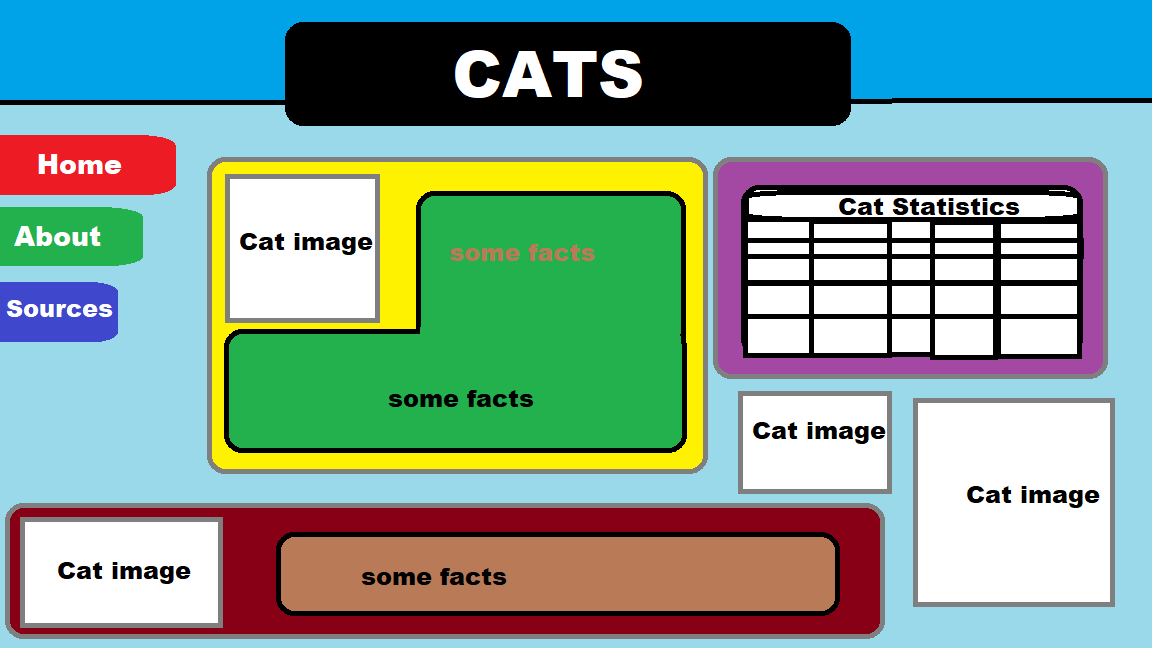 CATS
Home
About
Sources
Cat image
some facts
some facts
Cat Statistics
Cat image
Cat image
Cat image
some facts